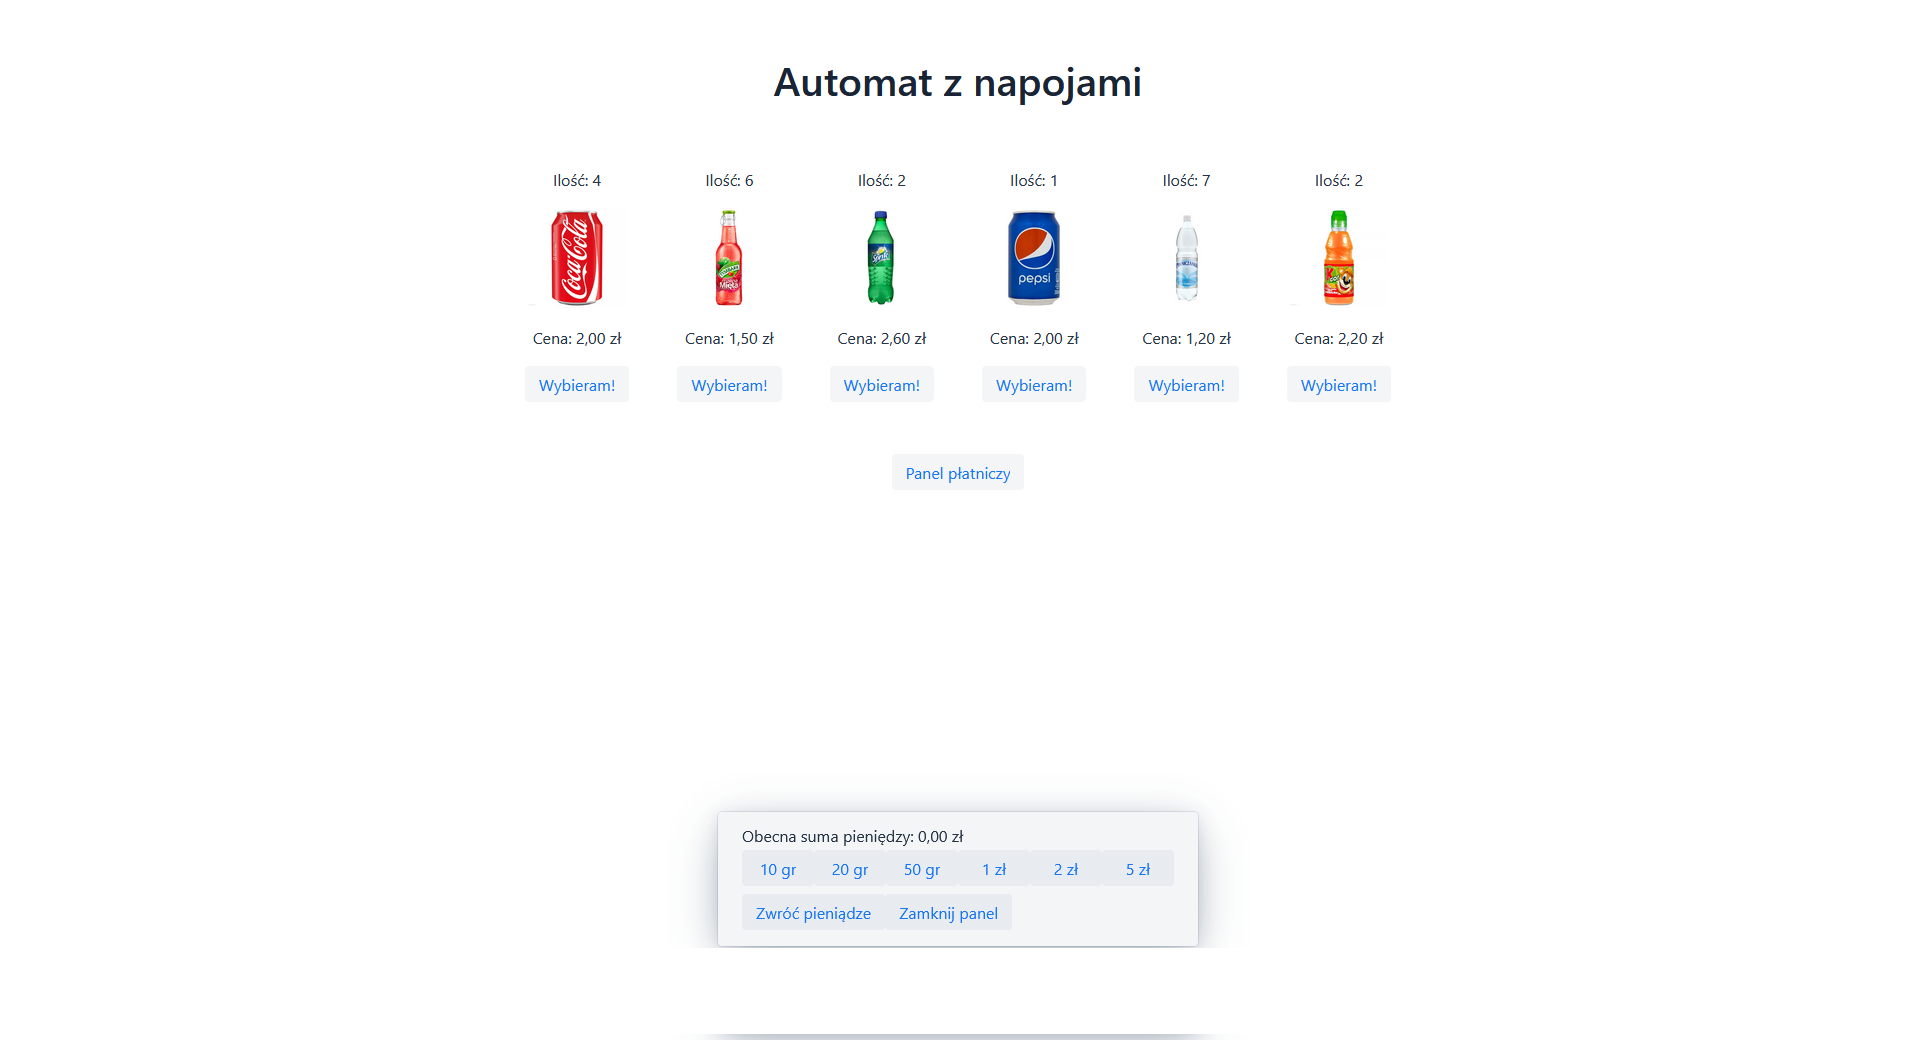 Automat z napojami
Ilość: 4 Ilość: 6 Ilość: 2 Ilość: 1 Ilość: 7 Ilość: 2
Coca-Cola
TYMBARK
Mięta
Sprite
pepsi
Cena: 2,00 zł Cena: 1,50 zł Cena: 2,60 zł Cena: 2,00 zł Cena: 1,20 zł Cena: 2,20 zł
Wybieram! Wybieram! Wybieram! Wybieram! Wybieram! Wybieram!
Panel płatniczy
Obecna suma pieniędzy: 0,00 zł
10 gr 20 gr 50 gr 1 zł 2 zł 5 zł
Zwróć pieniądze Zamknij panel